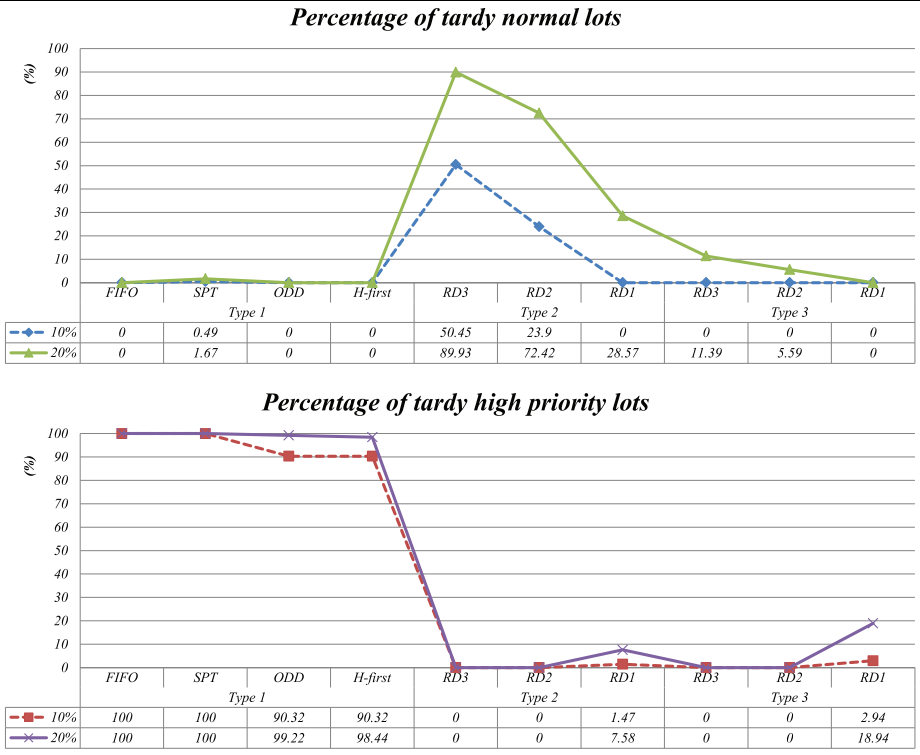 Percentage of tardy normal lots
(%)
100
90
80
70
60
50
40
30
20
10
0
FIFO SPT ODD H-first RD3 RD2 RD1 RD3 RD2 RD1
Type 1 Type 2 Type 3
10% 0 0.49 0 0 50.45 23.9 0 0 0 0
20% 0 1.67 0 0 89.93 72.42 28.57 11.39 5.59 0
Percentage of tardy high priority lots
(%)
100
90
80
70
60
50
40
30
20
10
0
FIFO SPT ODD H-first RD3 RD2 RD1 RD3 RD2 RD1
Type 1 Type 2 Type 3
10% 100 100 90.32 90.32 0 0 1.47 0 0 2.94
20% 100 100 99.22 98.44 0 0 7.58 0 0 18.94